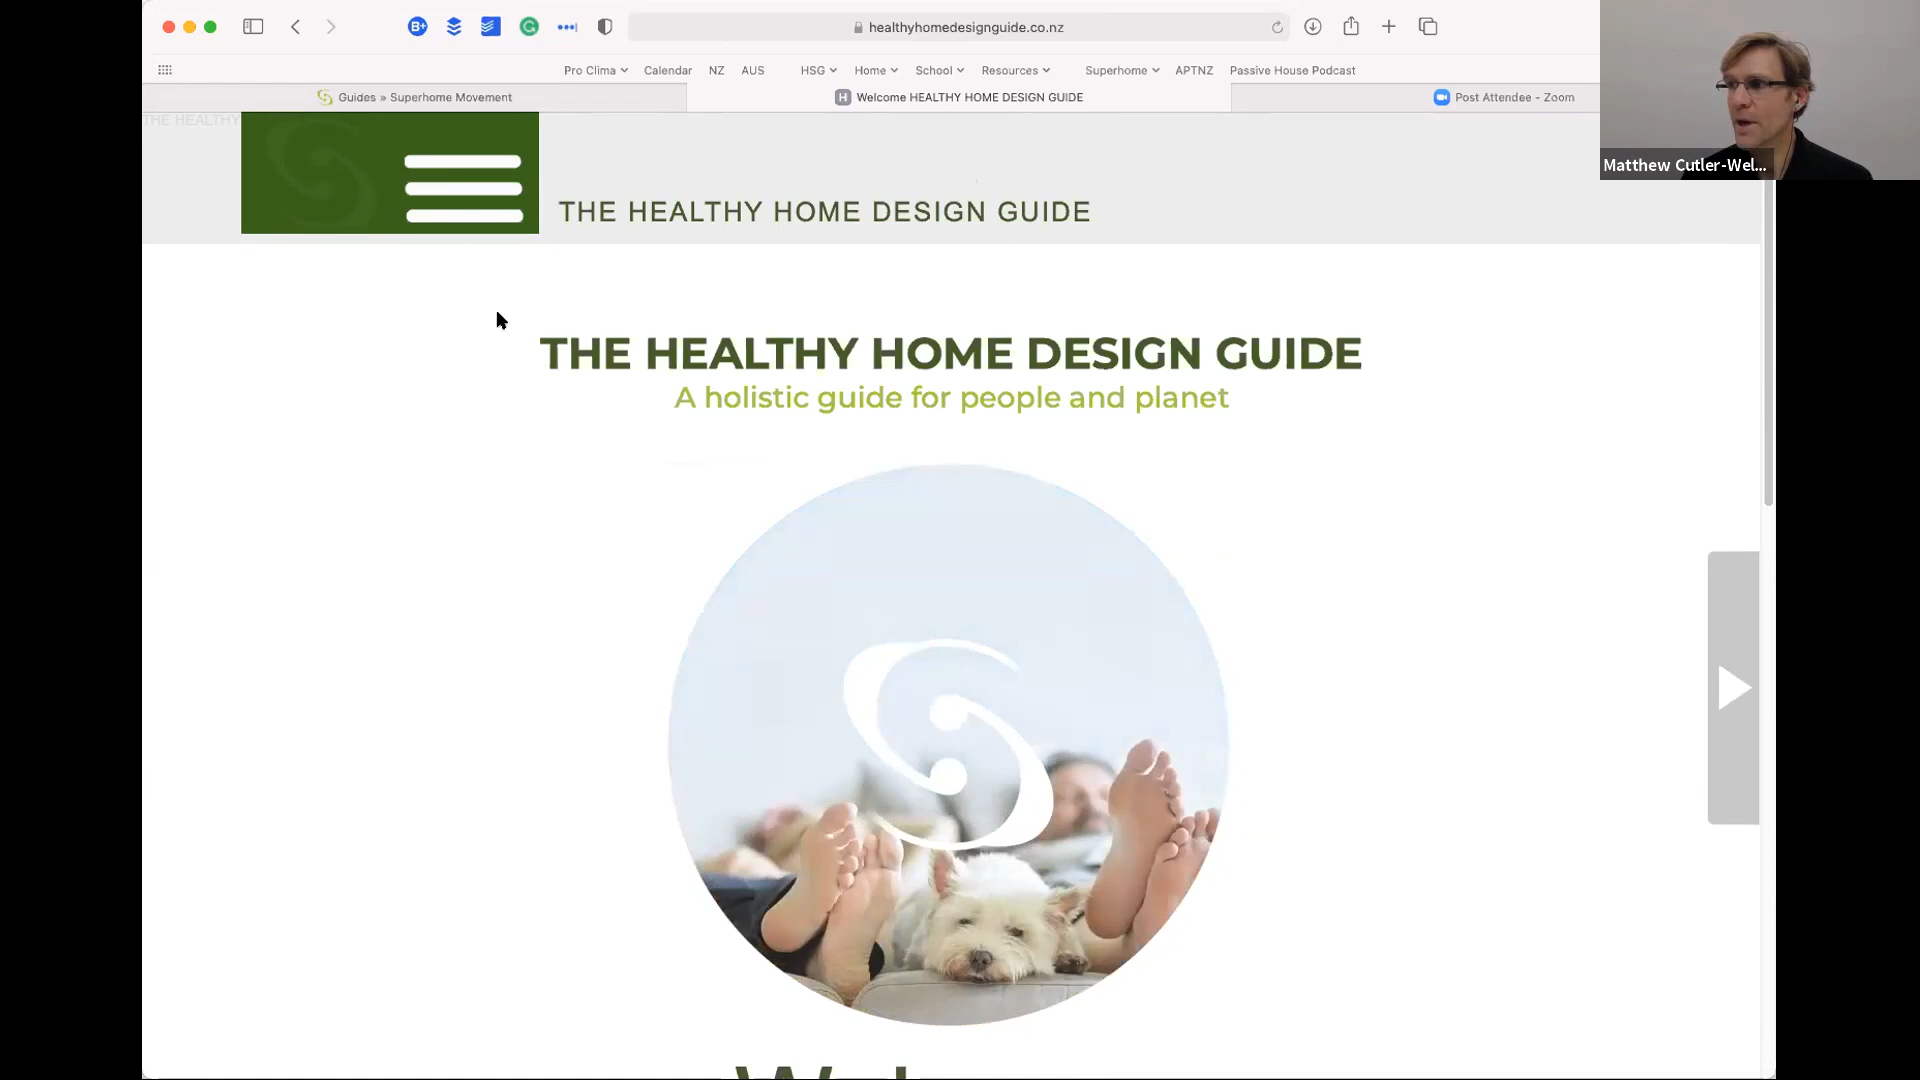 healthyhomedesignguide.co.nz
Pro Clima
Calendar
NZ
AUS
HSG
Home
School
Resources
Superhome
APTNZ
Passive House Podcast
Guides » Superhome Movement
H
Welcome HEALTHY HOME DESIGN GUIDE
Post Attendee - Zoom
THE HEALTHY
THE HEALTHY HOME DESIGN GUIDE
Matthew Cutler-Wel...
THE HEALTHY HOME DESIGN GUIDE
A holistic guide for people and planet